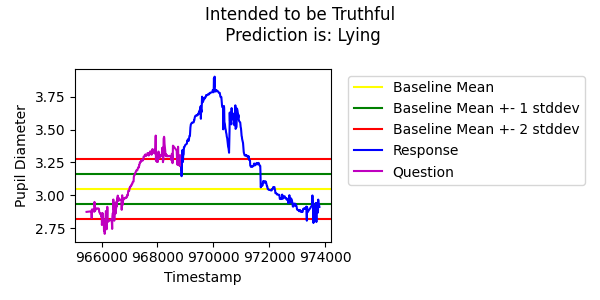 Intended to be Truthful
Prediction is: Lying
Pupil Diameter
3.75
3.50
3.25
3.00
2.75
966000 968000 970000 972000 974000
Timestamp
Baseline Mean
Baseline Mean +- 1 stddev
Baseline Mean +- 2 stddev
Response
Question